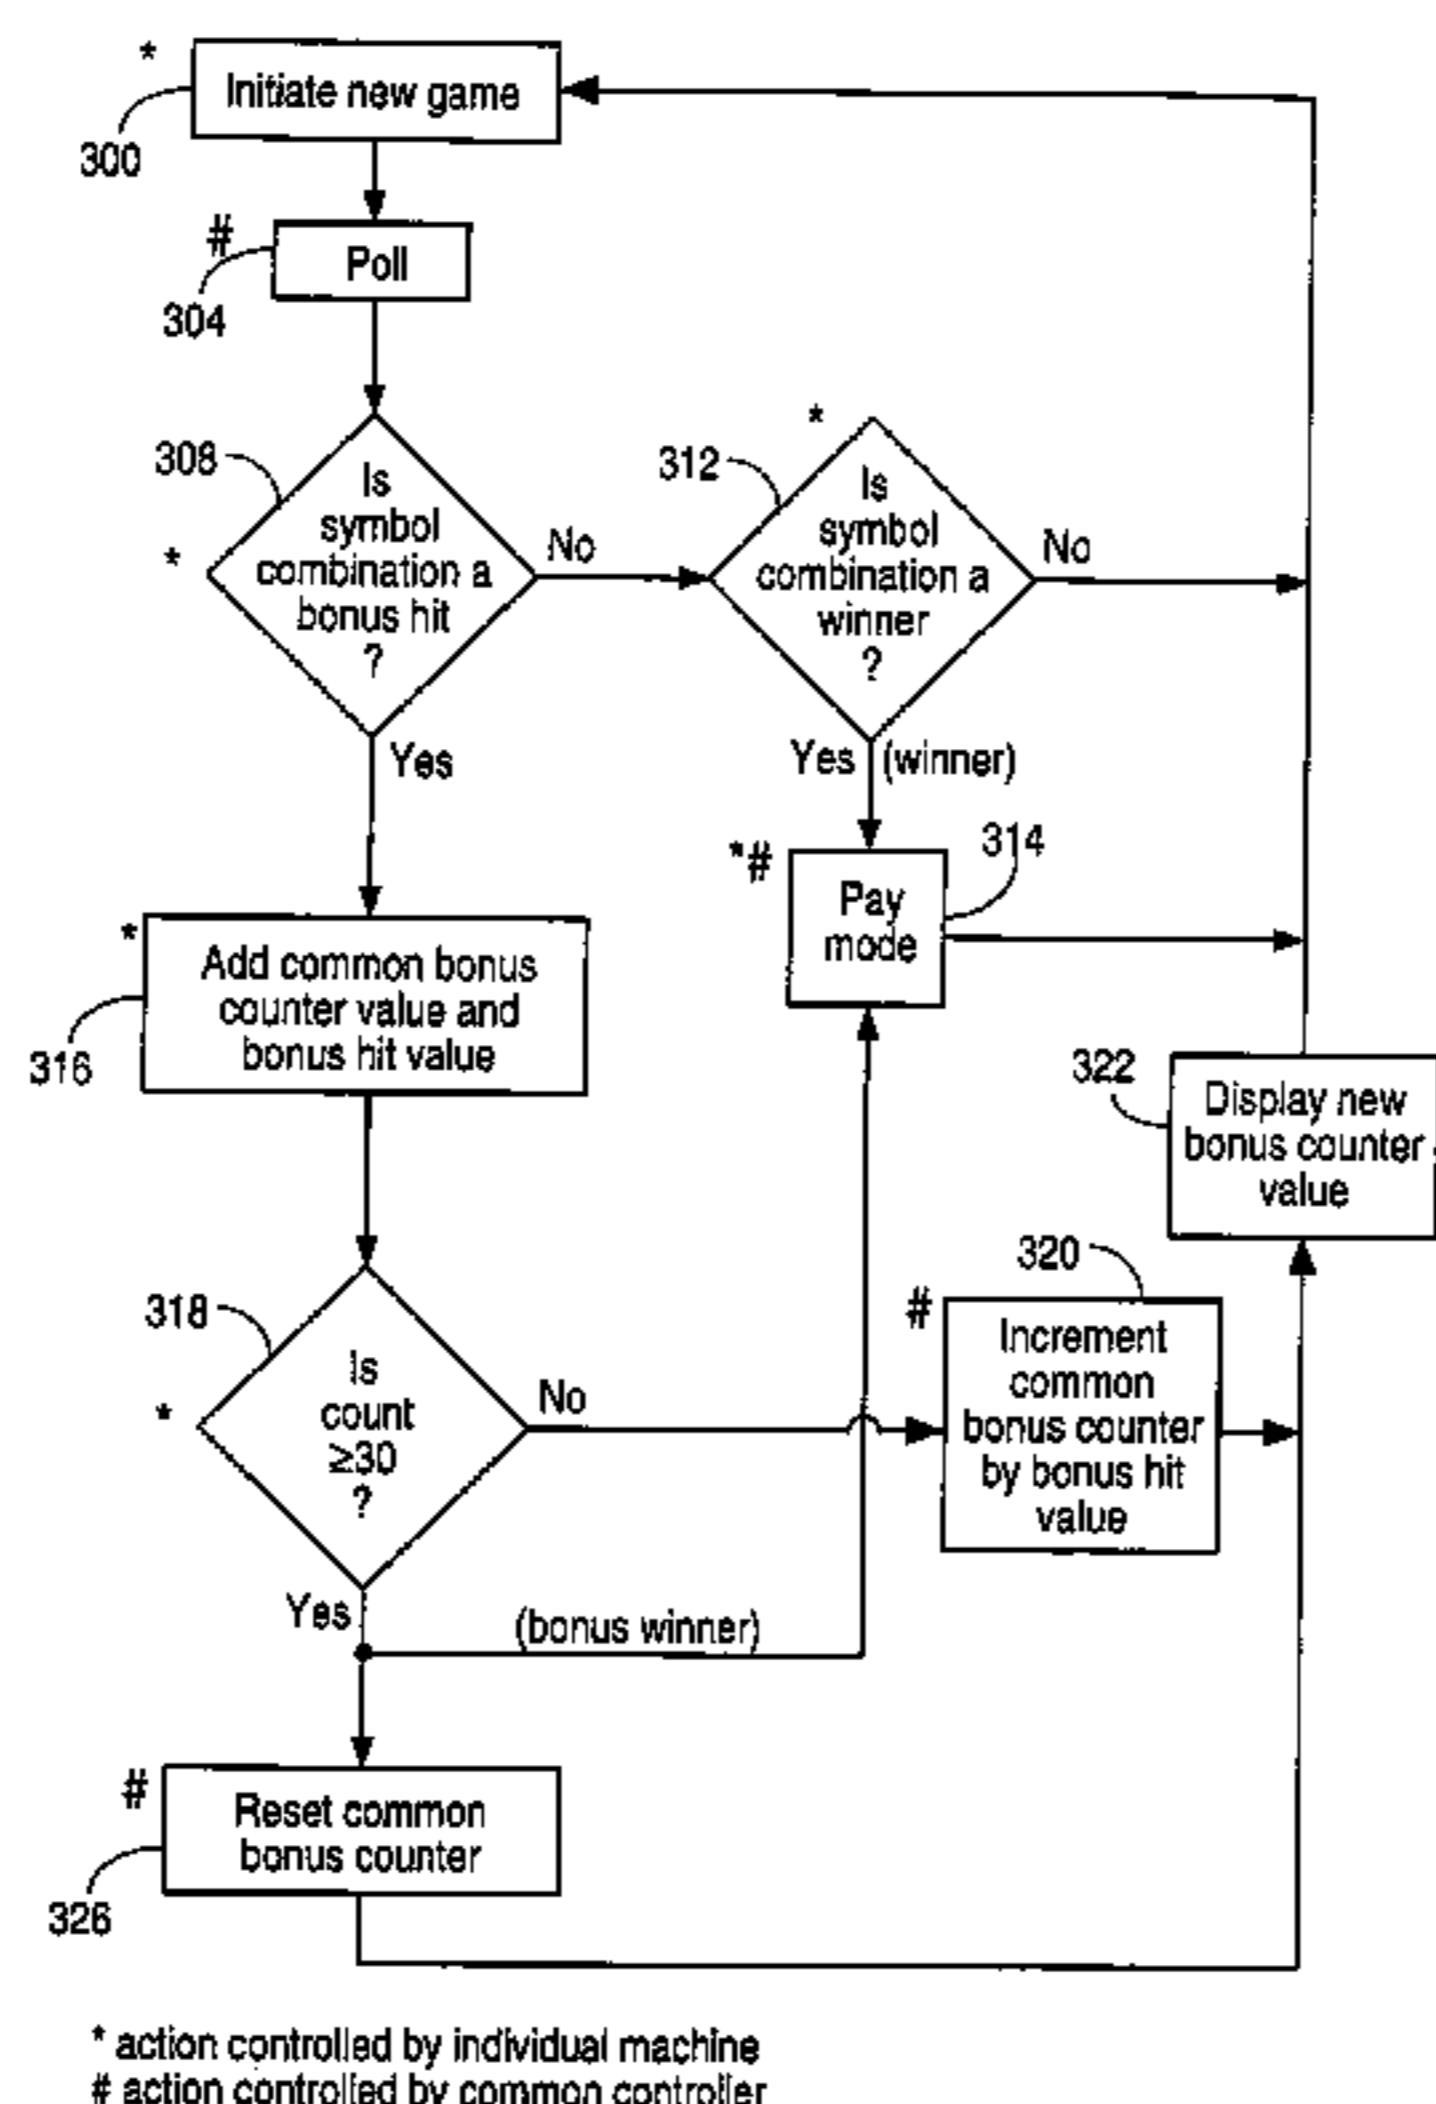 *
Initiate new game
300
#
Poll
304
308
*
Is
symbol
combination a
bonus hit
?
No
Yes
312
*
Is
symbol
combination a
winner
?
No
Yes (winner)
*#
314
Pay
mode
*
Add common bonus
counter value and
bonus hit value
316
322
Display new
bonus counter
value
318
*
Is
count
≥30
?
No
Yes
(bonus winner)
320
#
Increment
common
bonus counter
by bonus hit
value
#
Reset common
bonus counter
326
* action controlled by individual machine
# action controlled by common controller